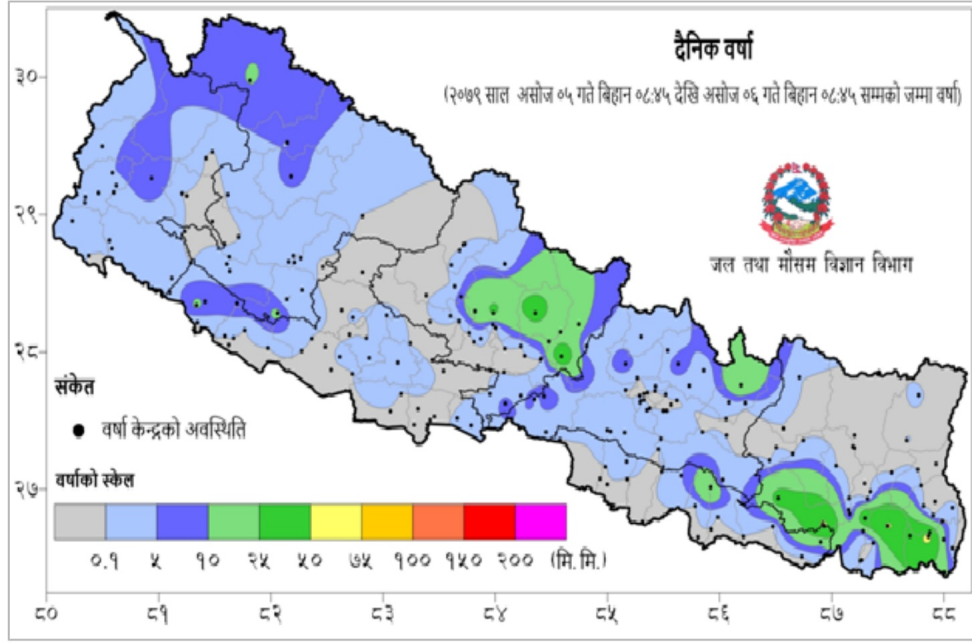 दैनिक वर्षा
(२०७९ साल असोज ०५ गते बिहान ०८:४५ देखि असोज ०६ गते बिहान ०८:४५ सम्मको जम्मा वर्षा)
जल तथा मौसम विज्ञान विभाग
३०
२९
२८
२७
संकेत
वर्षा केन्द्रको अवस्थिति
वर्षाको स्केल
०.१ ५ १० २५ ५० ७५ १०० १५० २०० (मि.मि.)
८० ८१ ८२ ८३ ८४ ८५ ८६ ८७ ८८